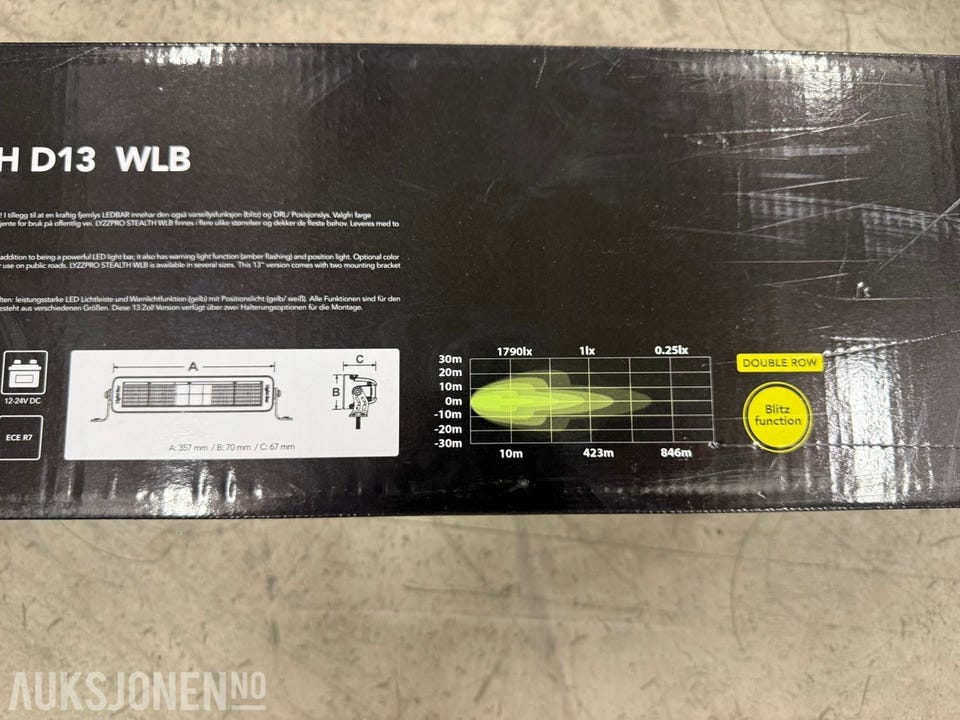 H D13 WLB
! I tillegg til at en kraftig fjernlys LEDBAR innehar den også varsellysfunksjon (blitz) og DRL/ Posisjonslys. Valgfri farge
jente for bruk på offentlig vei. LYZZPRO STEALTH WLB finnes i flere ulike størrelser og dekker de fleste behov. Leveres med to
addition to being a powerful LED light bar, it also has warning light function (amber flashing) and position light. Optional color
r use on public roads. LYZZPRO STEALTH WLB is available in several sizes. This 13" version comes with two mounting bracket
lten: leistungsstarke LED Lichtleiste und Warnlichtfunktion (gelb) mit Positionslicht (gelb/ weiß). Alle Funktionen sind für den
esteht aus verschiedenen Größen. Diese 13 Zoll Version verfügt über zwei Halterungsoptionen für die Montage.
12-24V DC
ECE R7
A
B
C
A: 357 mm / B: 70 mm / C: 67 mm
1790lx 1lx 0.25lx
30m
20m
10m
0m
-10m
-20m
-30m
10m 423m 846m
DOUBLE ROW
Blitz
function
AUKSJONEN NO